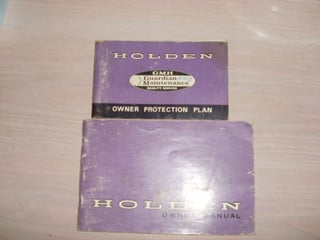 HOLDEN
GMH
Guardian
Maintenance
QUALITY SERVICE
OWNER PROTECTION PLAN
HOLDEN
OWNER MANUAL